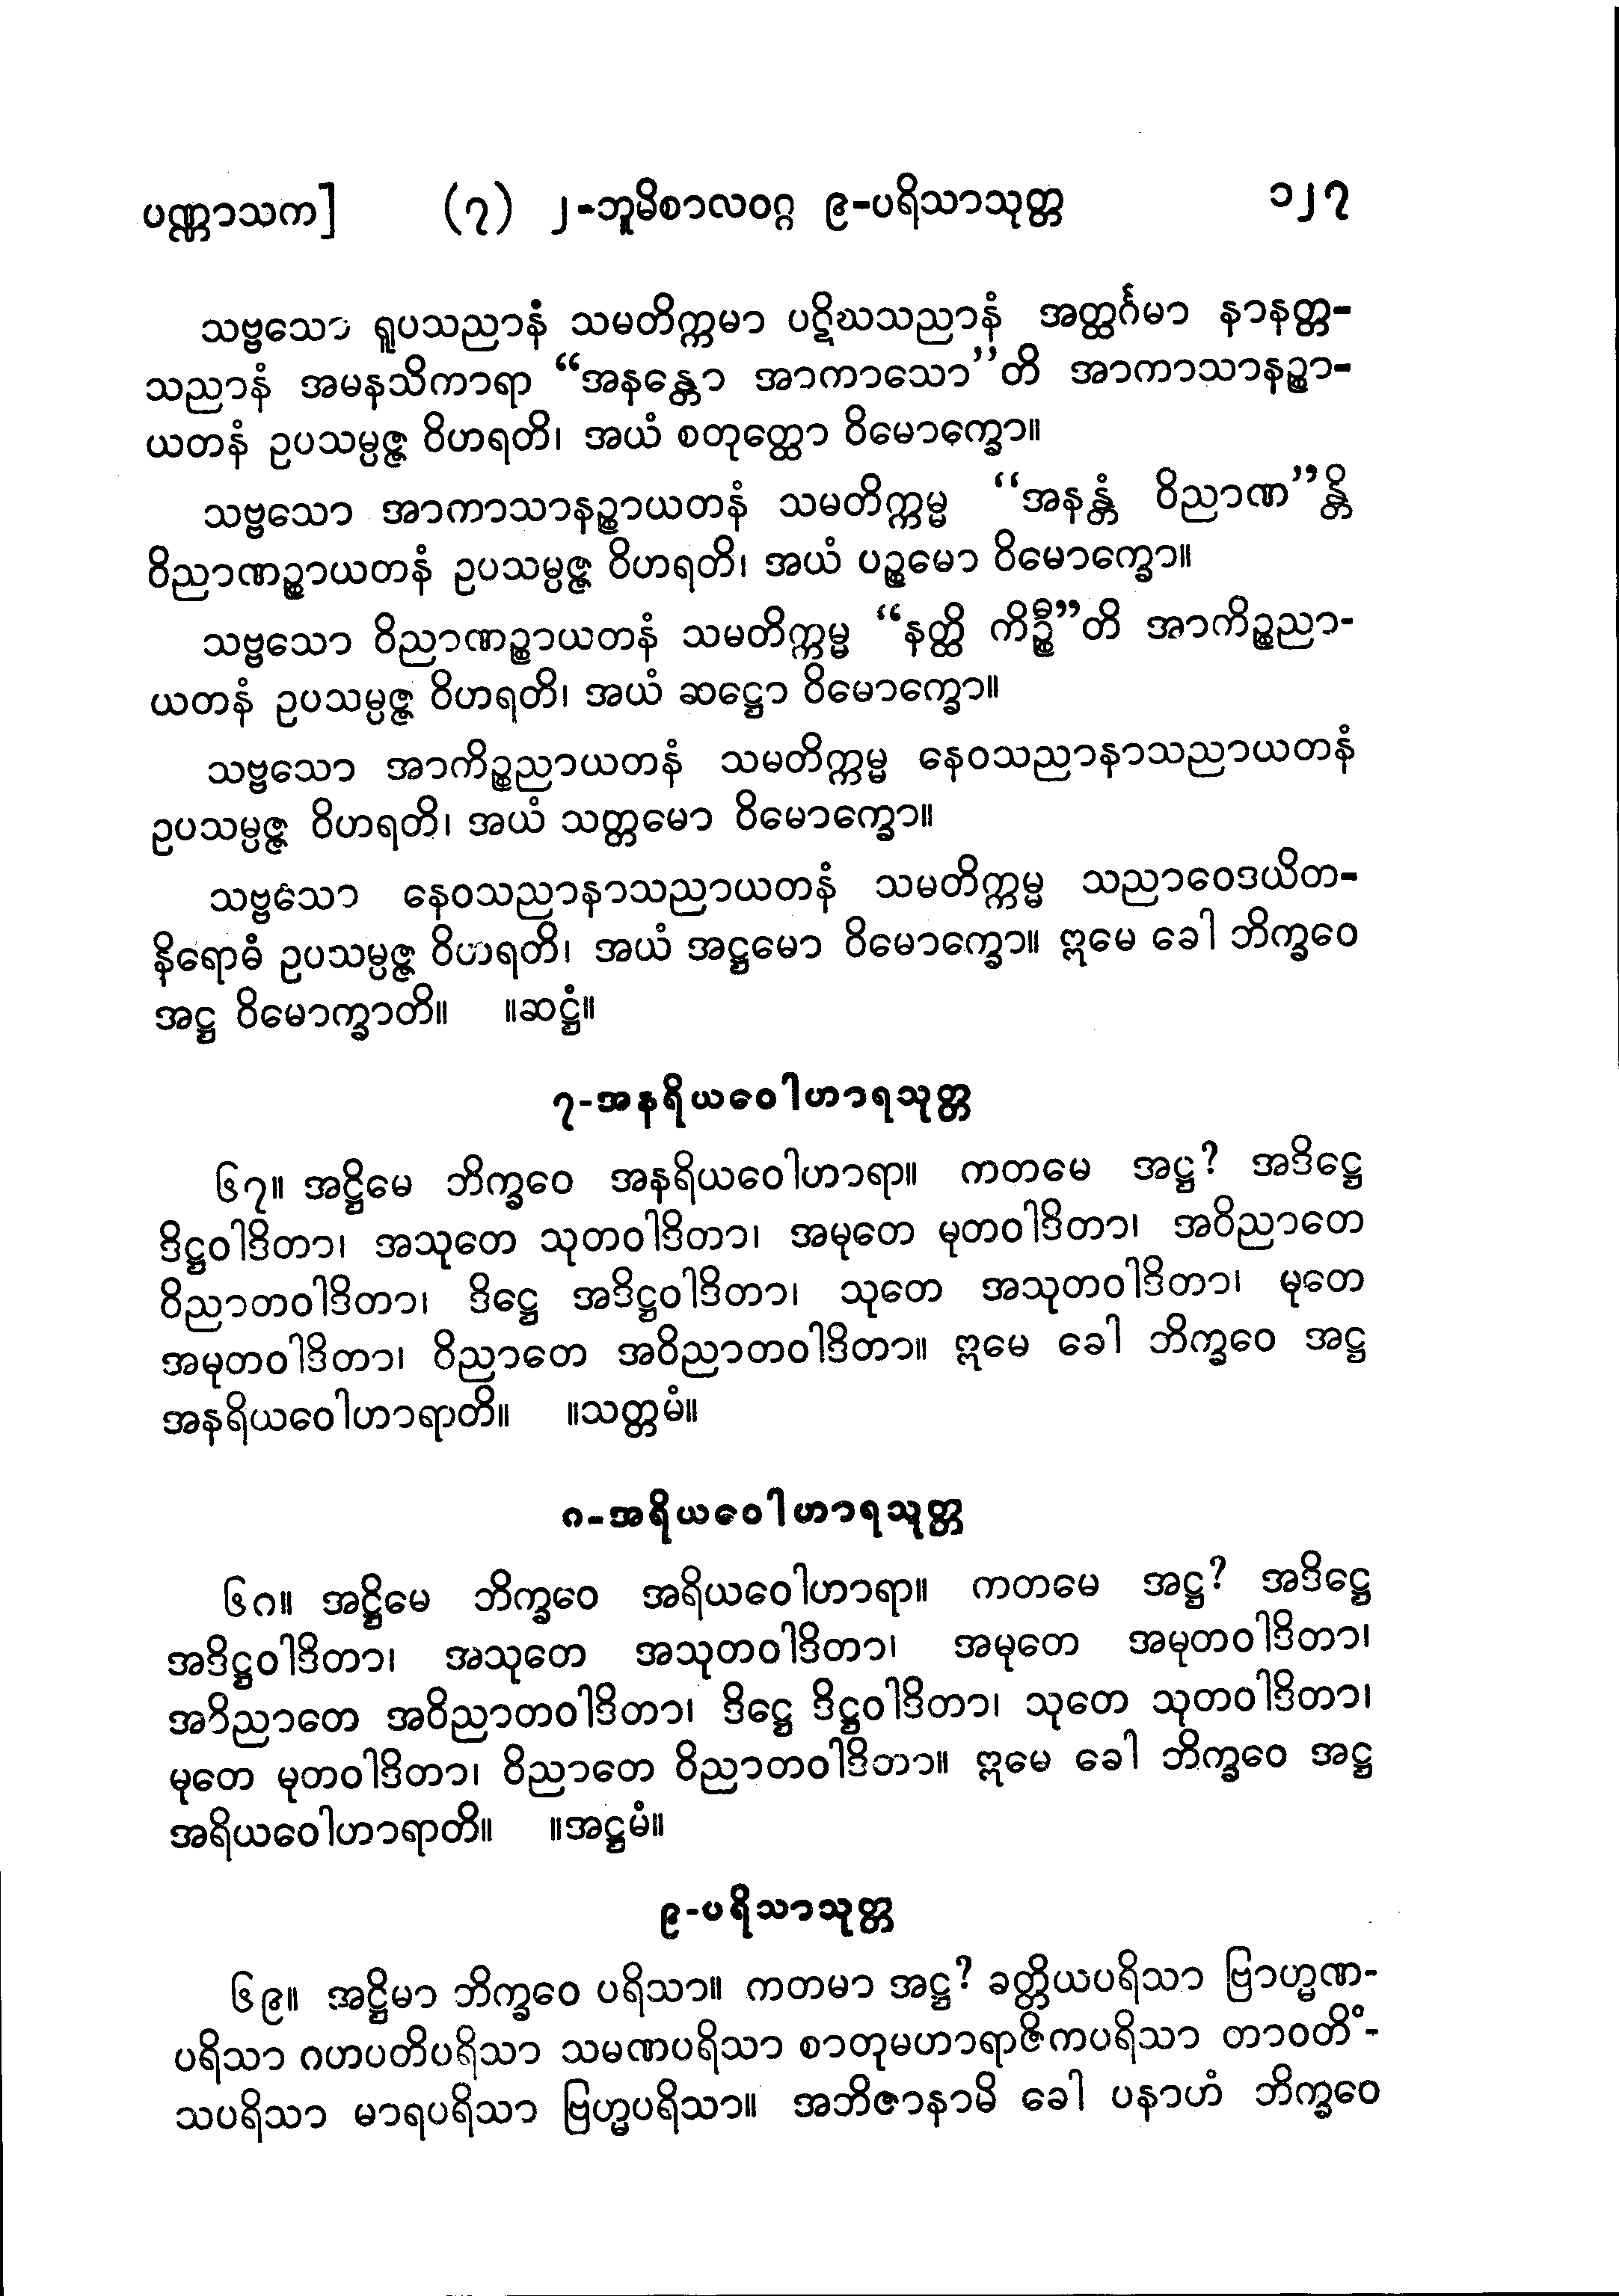 ပဏ္ဏာသက] (၇) ၂-ဘူမိစာလဝဂ္ဂ ၉-ပရိသာသုတ္တ ၁၂၇
သဗ္ဗသော ရူပသညာနံ သမတိက္ကမာ ပဋိဃသညာနံ အတ္ထင်္ဂမာ နာနတ္တ-
သညာနံ အမနသိကာရာ “အနန္တော အာကာသော”တိ အာကာသာနဉ္စာ-
ယတနံ ဥပသမ္ပဇ္ဇ ဝိဟရတိ၊ အယံ စတုတ္ထော ဝိမောက္ခော။
သဗ္ဗသော အာကာသာနဉ္စာယတနံ သမတိက္ကမ္မ “အနန္တံ ဝိညာဏ”န္တိ
ဝိညာဏဉ္စာယတနံ ဥပသမ္ပဇ္ဇ ဝိဟရတိ၊ အယံ ပဉ္စမော ဝိမောက္ခော။
သဗ္ဗသော ဝိညာဏဉ္စာယတနံ သမတိက္ကမ္မ “နတ္ထိ ကိဉ္စီ”တိ အာကိဉ္စညာ-
ယတနံ ဥပသမ္ပဇ္ဇ ဝိဟရတိ၊ အယံ ဆဋ္ဌော ဝိမောက္ခော။
သဗ္ဗသော အာကိဉ္စညာယတနံ သမတိက္ကမ္မ နေဝသညာနာသညာယတနံ
ဥပသမ္ပဇ္ဇ ဝိဟရတိ၊ အယံ သတ္တမော ဝိမောက္ခော။
သဗ္ဗသော နေဝသညာနာသညာယတနံ သမတိက္ကမ္မ သညာဝေဒယိတ-
နိရောဓံ ဥပသမ္ပဇ္ဇ ဝိဟရတိ၊ အယံ အဋ္ဌမော ဝိမောက္ခော။ ဣမေ ခေါ ဘိက္ခဝေ
အဋ္ဌ ဝိမောက္ခာတိ။ ။ဆဋ္ဌံ။
၇-အနရိယဝေါဟာရသုတ္တ
၆၇။ အဋ္ဌိမေ ဘိက္ခဝေ အနရိယဝေါဟာရာ။ ကတမေ အဋ္ဌ? အဒိဋ္ဌေ
ဒိဋ္ဌဝါဒိတာ၊ အသုတေ သုတဝါဒိတာ၊ အမုတေ မုတဝါဒိတာ၊ အဝိညာတေ
ဝိညာတဝါဒိတာ၊ ဒိဋ္ဌေ အဒိဋ္ဌဝါဒိတာ၊ သုတေ အသုတဝါဒိတာ၊ မုတေ
အမုတဝါဒိတာ၊ ဝိညာတေ အဝိညာတဝါဒိတာ။ ဣမေ ခေါ ဘိက္ခဝေ အဋ္ဌ
အနရိယဝေါဟာရာတိ။ ။သတ္တမံ။
၈-အရိယဝေါဟာရသုတ္တ
၆၈။ အဋ္ဌိမေ ဘိက္ခဝေ အရိယဝေါဟာရာ။ ကတမေ အဋ္ဌ? အဒိဋ္ဌေ
အဒိဋ္ဌဝါဒိတာ၊ အသုတေ အသုတဝါဒိတာ၊ အမုတေ အမုတဝါဒိတာ၊
အဝိညာတေ အဝိညာတဝါဒိတာ၊ ဒိဋ္ဌေ ဒိဋ္ဌဝါဒိတာ၊ သုတေ သုတဝါဒိတာ၊
မုတေ မုတဝါဒိတာ၊ ဝိညာတေ ဝိညာတဝါဒိတာ။ ဣမေ ခေါ ဘိက္ခဝေ အဋ္ဌ
အရိယဝေါဟာရာတိ။ ။အဋ္ဌမံ။
၉-ပရိသာသုတ္တ
၆၉။ အဋ္ဌိမာ ဘိက္ခဝေ ပရိသာ။ ကတမာ အဋ္ဌ? ခတ္တိယပရိသာ ဗြာဟ္မဏ-
ပရိသာ ဂဟပတိပရိသာ သမဏပရိသာ စာတုမဟာရာဇိကပရိသာ တာဝတိံ-
သပရိသာ မာရပရိသာ ဗြဟ္မပရိသာ။ အဘိဇာနာမိ ခေါ ပနာဟံ ဘိက္ခဝေ